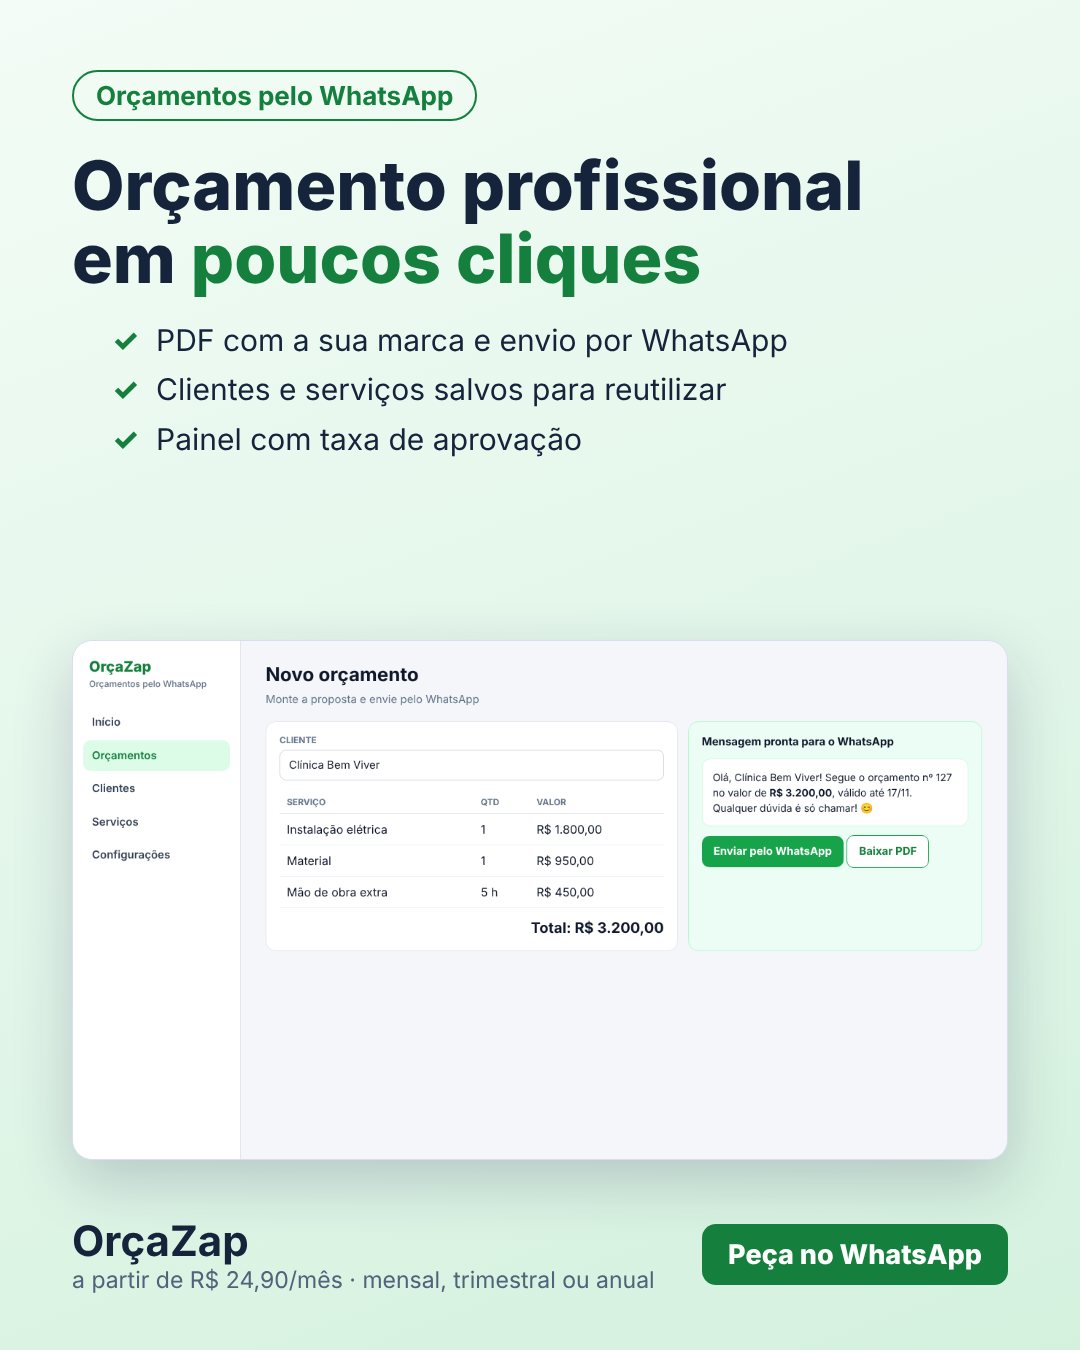 Orçamentos pelo WhatsApp
Orçamento profissional
em poucos cliques
PDF com a sua marca e envio por WhatsApp
Clientes e serviços salvos para reutilizar
Painel com taxa de aprovação
OrçaZap
Orçamentos pelo WhatsApp
Início
Orçamentos
Clientes
Serviços
Configurações
Novo orçamento
Monte a proposta e envie pelo WhatsApp
CLIENTE
Clínica Bem Viver
SERVIÇO QTD VALOR
Instalação elétrica 1 R$ 1.800,00
Material 1 R$ 950,00
Mão de obra extra 5 h R$ 450,00
Total: R$ 3.200,00
Mensagem pronta para o WhatsApp
Olá, Clínica Bem Viver! Segue o orçamento nº 127
no valor de R$ 3.200,00, válido até 17/11.
Qualquer dúvida é só chamar! 😊
Enviar pelo WhatsApp Baixar PDF
OrçaZap
a partir de R$ 24,90/mês · mensal, trimestral ou anual
Peça no WhatsApp